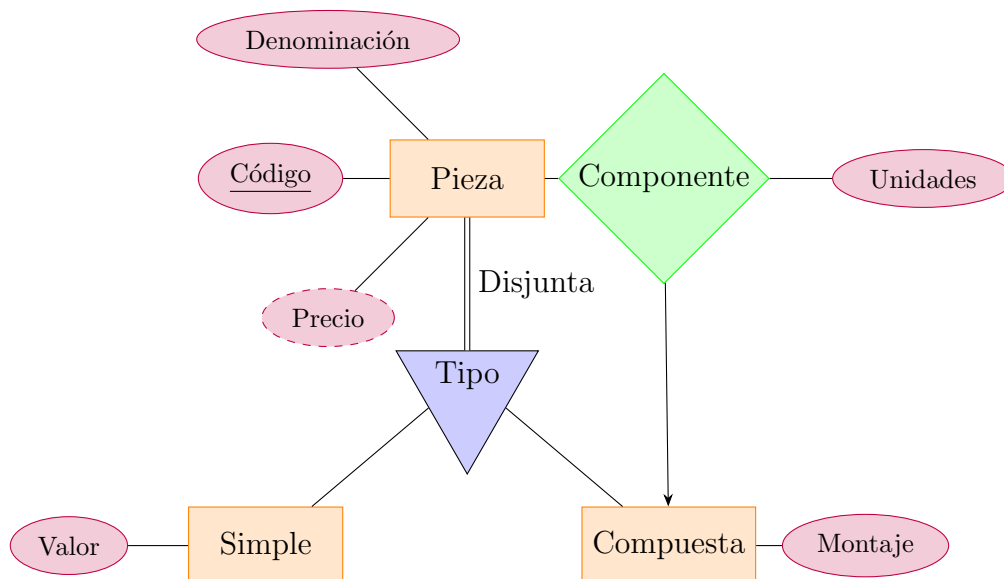 Denominación
Código
Pieza
Componente
Unidades
Disjunta
Precio
Tipo
Valor
Simple
Compuesta
Montaje